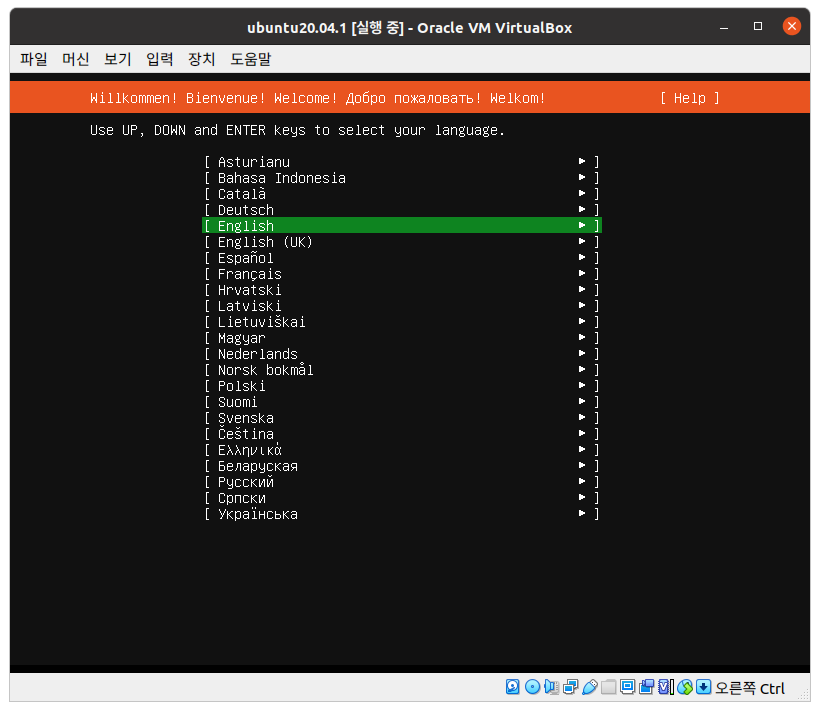 ubuntu20.04.1 [실행 중] - Oracle VM VirtualBox
파일 머신 보기 입력 장치 도움말
Willkommen! Bienvenue! Welcome! Добро пожаловать! Welkom! [ Help ]
Use UP, DOWN and ENTER keys to select your language.
[ Asturianu ► ]
[ Bahasa Indonesia ► ]
[ Català ► ]
[ Deutsch ► ]
[ English ► ]
[ English (UK) ► ]
[ Español ► ]
[ Français ► ]
[ Hrvatski ► ]
[ Latviski ► ]
[ Lietuviškai ► ]
[ Magyar ► ]
[ Nederlands ► ]
[ Norsk bokmål ► ]
[ Polski ► ]
[ Suomi ► ]
[ Svenska ► ]
[ Čeština ► ]
[ Ελληνικά ► ]
[ Беларуская ► ]
[ Русский ► ]
[ Српски ► ]
[ Українська ► ]
오른쪽 Ctrl